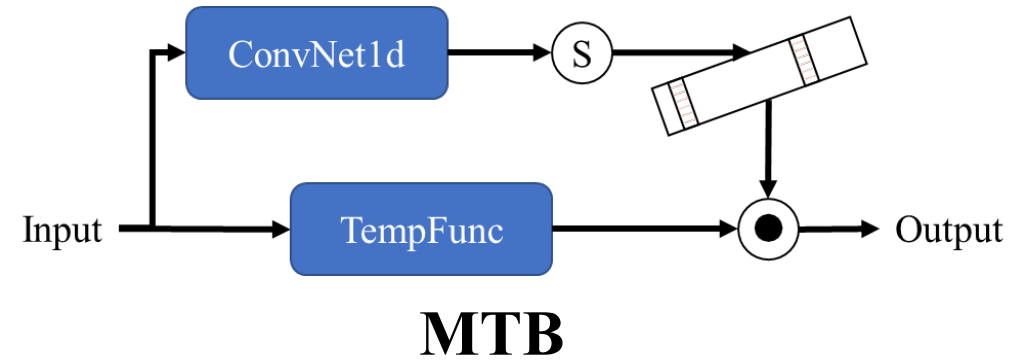 ConvNet1d
S
Input
TempFunc
Output
MTB